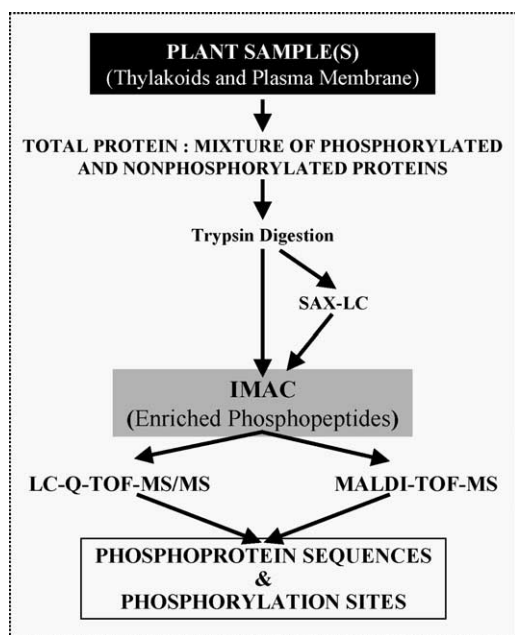 PLANT SAMPLE(S)
(Thylakoids and Plasma Membrane)
TOTAL PROTEIN : MIXTURE OF PHOSPHORYLATED
AND NONPHOSPHORYLATED PROTEINS
Trypsin Digestion
SAX-LC
IMAC
(Enriched Phosphopeptides)
LC-Q-TOF-MS/MS MALDI-TOF-MS
PHOSPHOPROTEIN SEQUENCES
&
PHOSPHORYLATION SITES